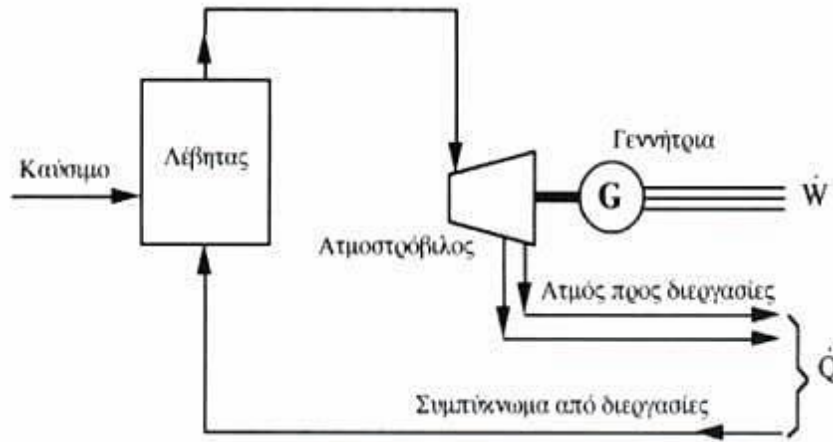 Γεννήτρια
Λέβητας
Καύσιμο
G
Ẇ
Ατμοστρόβιλος
Ατμός προς διεργασίες
Q̇
Συμπύκνωμα από διεργασίες